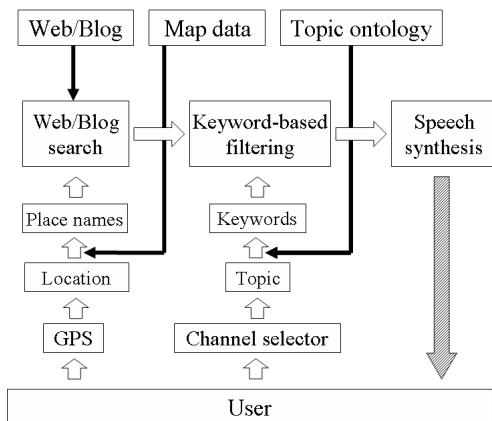 Web/Blog
Map data
Topic ontology
Web/Blog
search
Keyword-based
filtering
Speech
synthesis
Place names
Keywords
Location
Topic
GPS
Channel selector
User